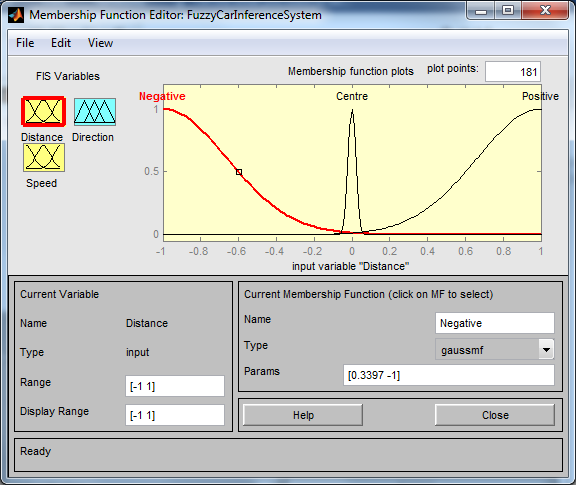 Membership Function Editor: FuzzyCarInferenceSystem
File Edit View
FIS Variables
Membership function plots plot points: 181
Negative Centre Positive
Distance Direction
Speed
1
0.5
0
-1 -0.8 -0.6 -0.4 -0.2 0 0.2 0.4 0.6 0.8 1
input variable "Distance"
Current Variable
Name Distance
Type input
Range [-1 1]
Display Range [-1 1]
Current Membership Function (click on MF to select)
Name Negative
Type gaussmf
Params [0.3397 -1]
Help Close
Ready